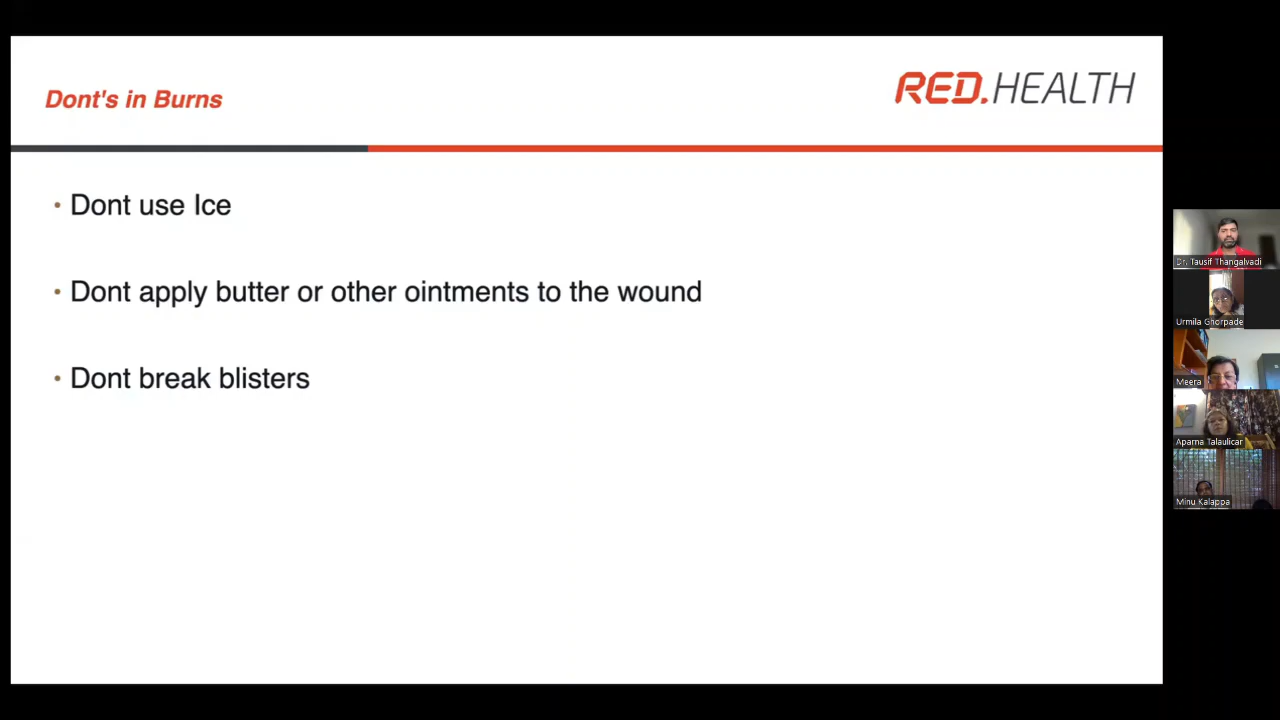 Dont's in Burns
RED.HEALTH
• Dont use Ice
• Dont apply butter or other ointments to the wound
• Dont break blisters
Dr. Tausif Thangalvadi
Urmila Ghorpade
Meera
Aparna Talaulicar
Minu Kalappa